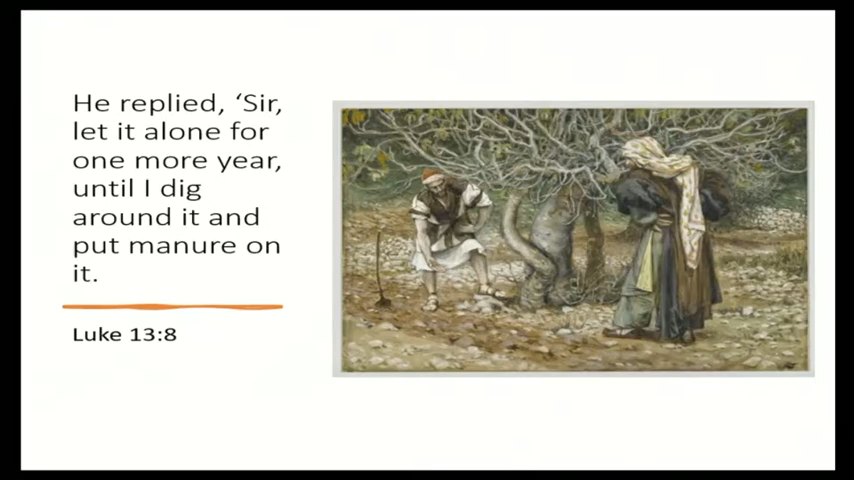 He replied, ‘Sir,
let it alone for
one more year,
until I dig
around it and
put manure on
it.
Luke 13:8